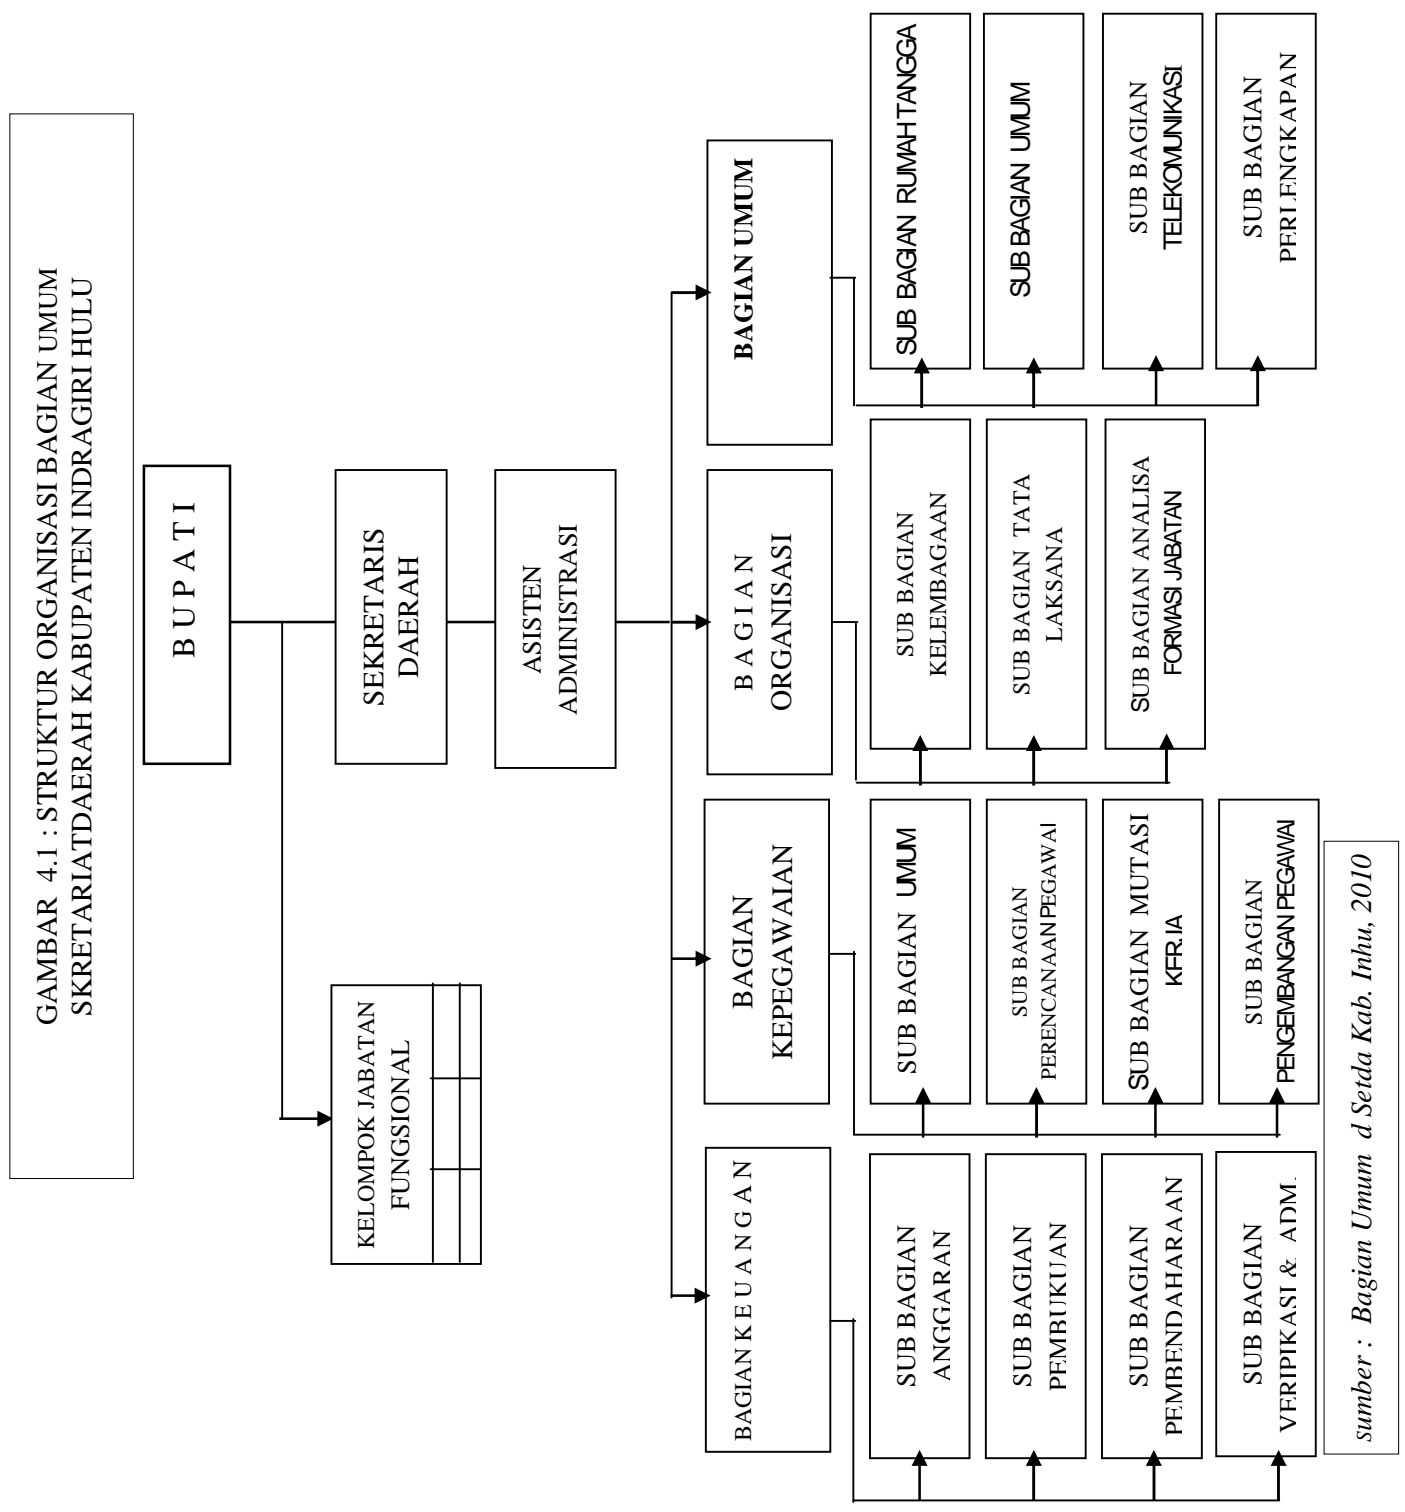 GAMBAR 4.1 : STRUKTUR ORGANISASI BAGIAN UMUM
SKRETARIATDAERAH KABUPATEN INDRAGIRI HULU
B U P A T I
KELOMPOK JABATAN
FUNGSIONAL
SEKRETARIS
DAERAH
ASISTEN
ADMINISTRASI
BAGIAN K E U A N G A N
BAGIAN
KEPEGAWAIAN
B A G I A N
ORGANISASI
BAGIAN UMUM
SUB BAGIAN
ANGGARAN
SUB BAGIAN
PEMBUKUAN
SUB BAGIAN
PEMBENDAHARAAN
SUB BAGIAN
VERIPIKASI & ADM.
SUB BAGIAN UMUM
SUB BAGIAN
PERENCANAAN PEGAWAI
SUB BAGIAN MUTASI
KERJA
SUB BAGIAN
PENGEMBANGAN PEGAWAI
SUB BAGIAN
KELEMBAGAAN
SUB BAGIAN TATA
LAKSANA
SUB BAGIAN ANALISA
FORMASI JABATAN
SUB BAGIAN RUMAH TANGGA
SUB BAGIAN UMUM
SUB BAGIAN
TELEKOMUNIKASI
SUB BAGIAN
PERLENGKAPAN
sumber : Bagian Umum d Setda Kab. Inhu, 2010